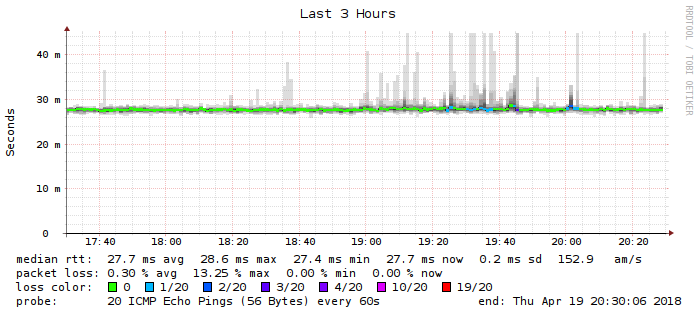 Last 3 Hours
RRDTOOL / TOBI OETIKER
Seconds
40 m
30 m
20 m
10 m
0
17:40 18:00 18:20 18:40 19:00 19:20 19:40 20:00 20:20
median rtt: 27.7 ms avg 28.6 ms max 27.4 ms min 27.7 ms now 0.2 ms sd 152.9 am/s
packet loss: 0.30 % avg 13.25 % max 0.00 % min 0.00 % now
loss color: 0 1/20 2/20 3/20 4/20 10/20 19/20
probe: 20 ICMP Echo Pings (56 Bytes) every 60s end: Thu Apr 19 20:30:06 2018